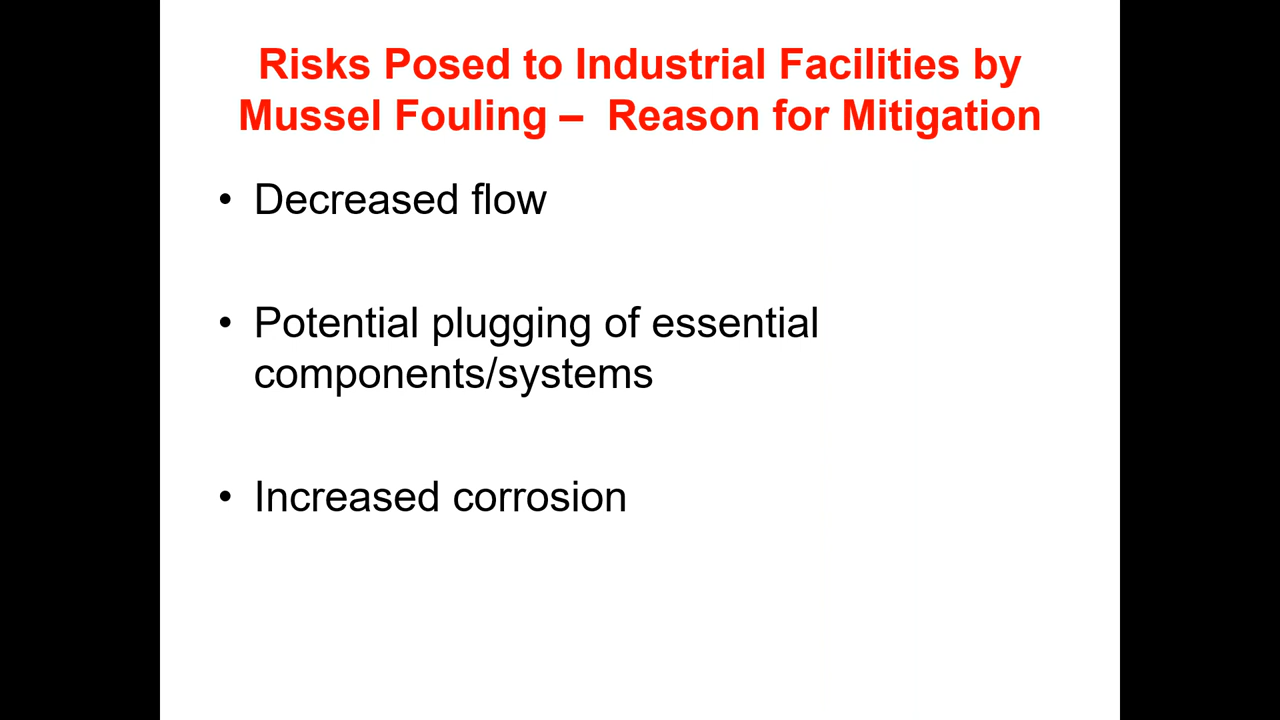 Risks Posed to Industrial Facilities by
Mussel Fouling –  Reason for Mitigation
• Decreased flow
• Potential plugging of essential
components/systems
• Increased corrosion